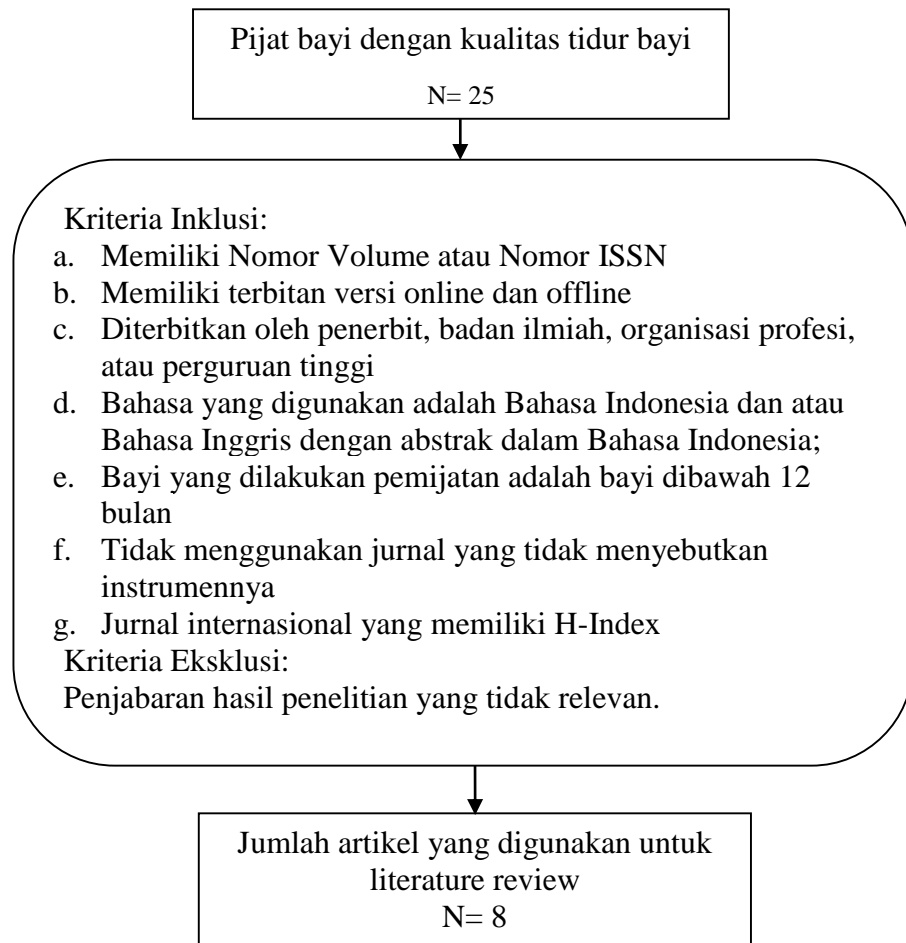 Pijat bayi dengan kualitas tidur bayi
N= 25
Kriteria Inklusi:
a. Memiliki Nomor Volume atau Nomor ISSN
b. Memiliki terbitan versi online dan offline
c. Diterbitkan oleh penerbit, badan ilmiah, organisasi profesi,
atau perguruan tinggi
d. Bahasa yang digunakan adalah Bahasa Indonesia dan atau
Bahasa Inggris dengan abstrak dalam Bahasa Indonesia;
e. Bayi yang dilakukan pemijatan adalah bayi dibawah 12
bulan
f. Tidak menggunakan jurnal yang tidak menyebutkan
instrumennya
g. Jurnal internasional yang memiliki H-Index
Kriteria Eksklusi:
Penjabaran hasil penelitian yang tidak relevan.
Jumlah artikel yang digunakan untuk
literature review
N= 8